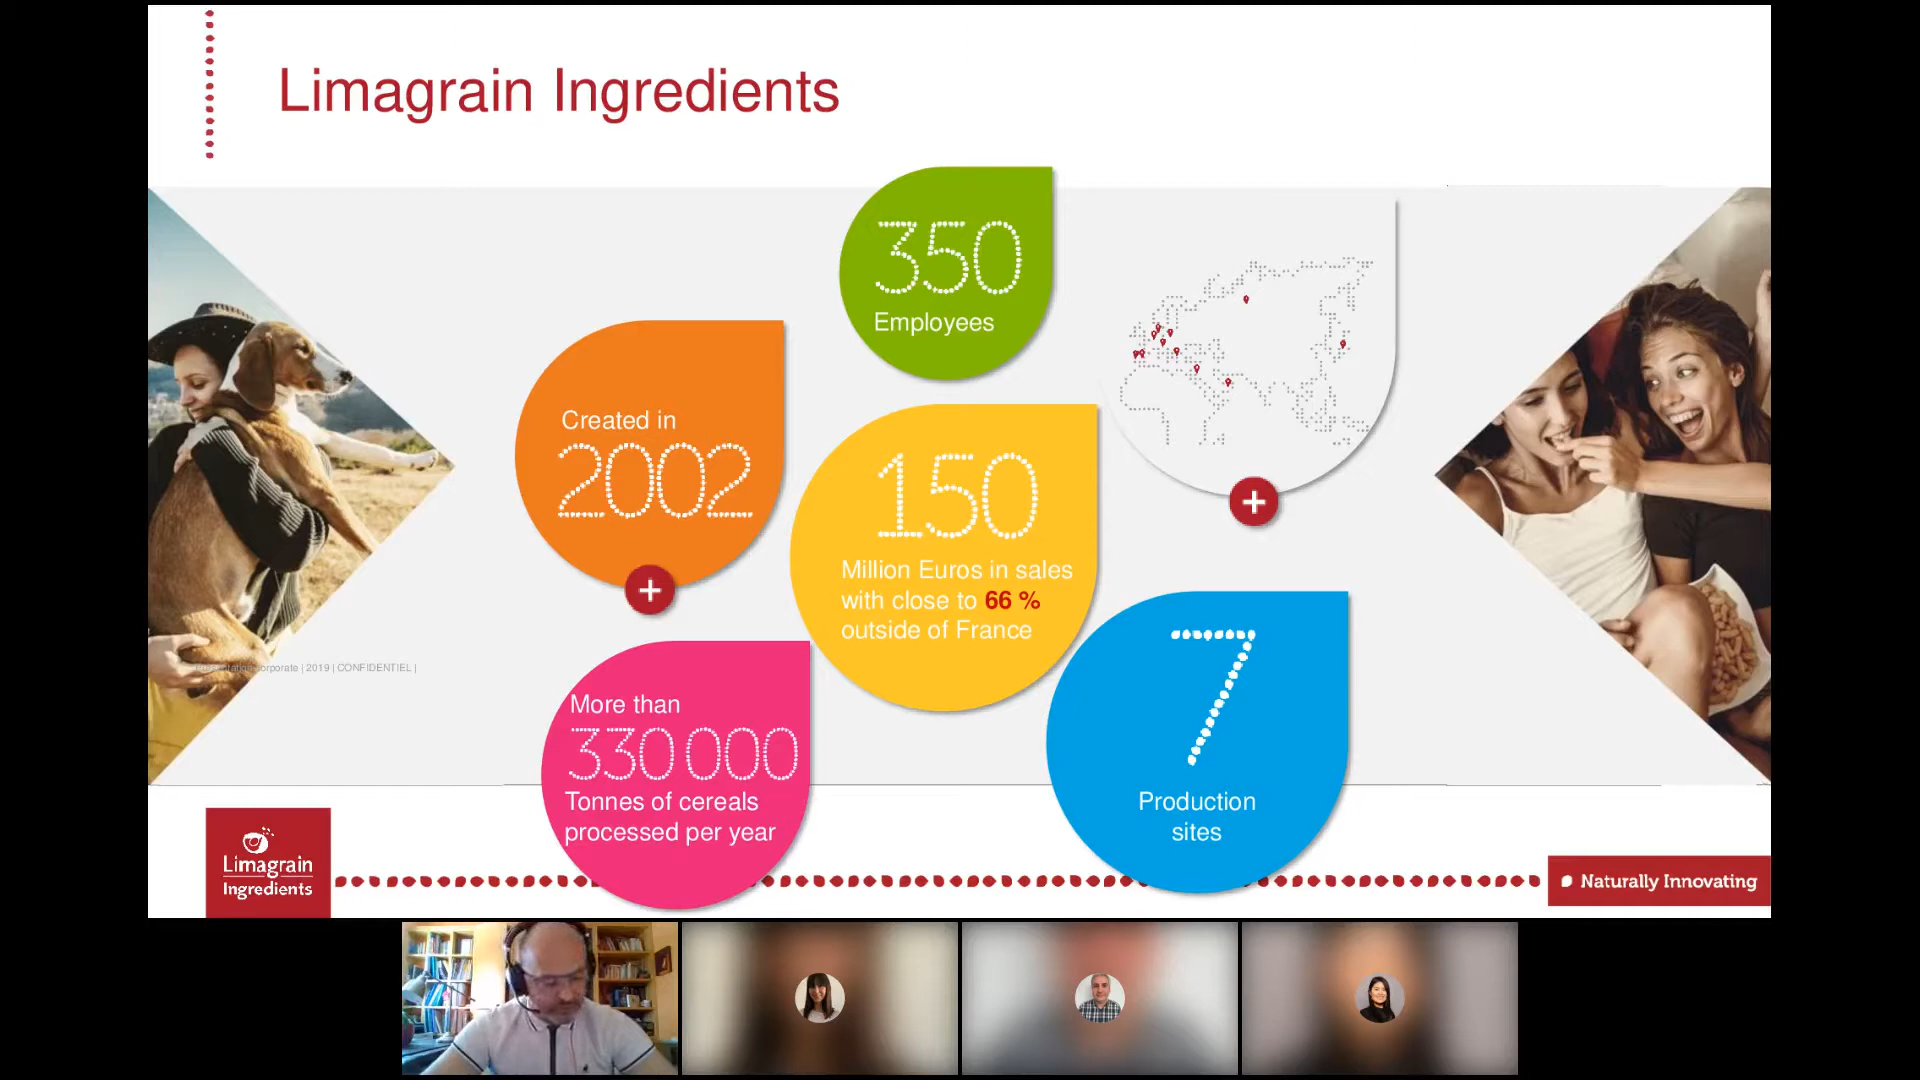 Limagrain Ingredients
350
Employees
Created in
2002
150
Million Euros in sales
with close to 66 %
outside of France
corporate | 2019 | CONFIDENTIEL |
More than
330 000
Tonnes of cereals
processed per year
7
Production
sites
Limagrain
Ingredients
Naturally Innovating